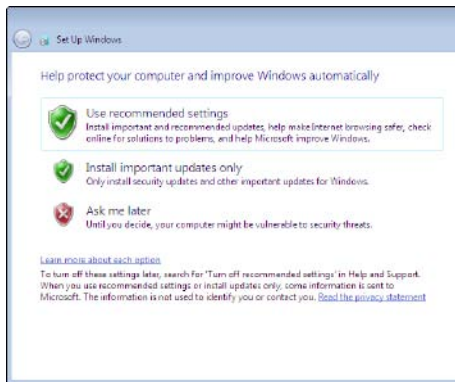 Set Up Windows
Help protect your computer and improve Windows automatically
Use recommended settings
Install important and recommended updates, help make Internet browsing safer, check
online for solutions to problems, and help Microsoft improve Windows.
Install important updates only
Only install security updates and other important updates for Windows.
Ask me later
Until you decide, your computer might be vulnerable to security threats.
Learn more about each option
To turn off these settings later, search for 'Turn off recommended settings' in Help and Support.
When you use recommended settings or install updates only, some information is sent to
Microsoft. The information is not used to identify you or contact you. Read the privacy statement